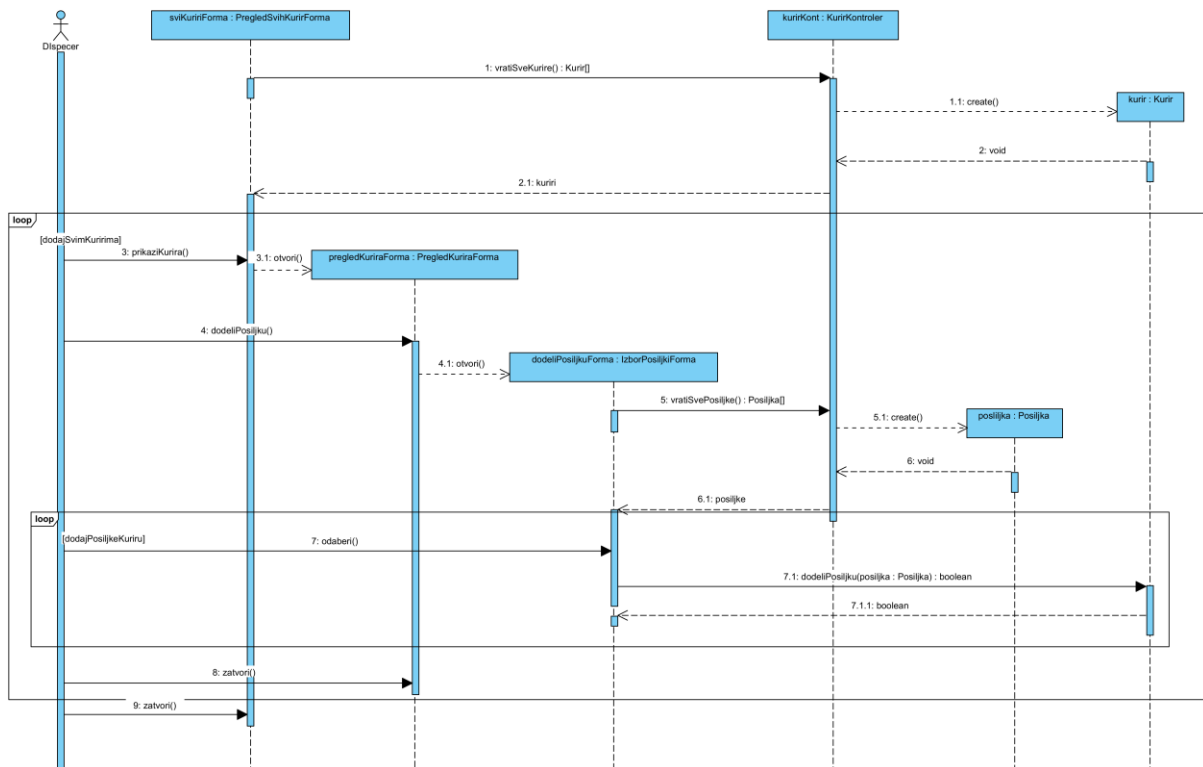 DIspecer
sviKuririForma : PregledSvihKurirForma
kurirKont : KurirKontroler
1: vratiSveKurire() : Kurir[]
1.1: create()
kurir : Kurir
2: void
2.1: kuriri
loop
[dodajSvimKuririma]
3: prikaziKurira()
3.1: otvori()
pregledKuriraForma : PregledKuriraForma
4: dodeliPosiljku()
4.1: otvori()
dodeliPosiljkuForma : IzborPosiljkiForma
5: vratiSvePosiljke() : Posiljka[]
5.1: create()
posliljka : Posiljka
6: void
6.1: posiljke
loop
[dodajPosiljkeKuriru]
7: odaberi()
7.1: dodeliPosiljku(posiljka : Posiljka) : boolean
7.1.1: boolean
8: zatvori()
9: zatvori()